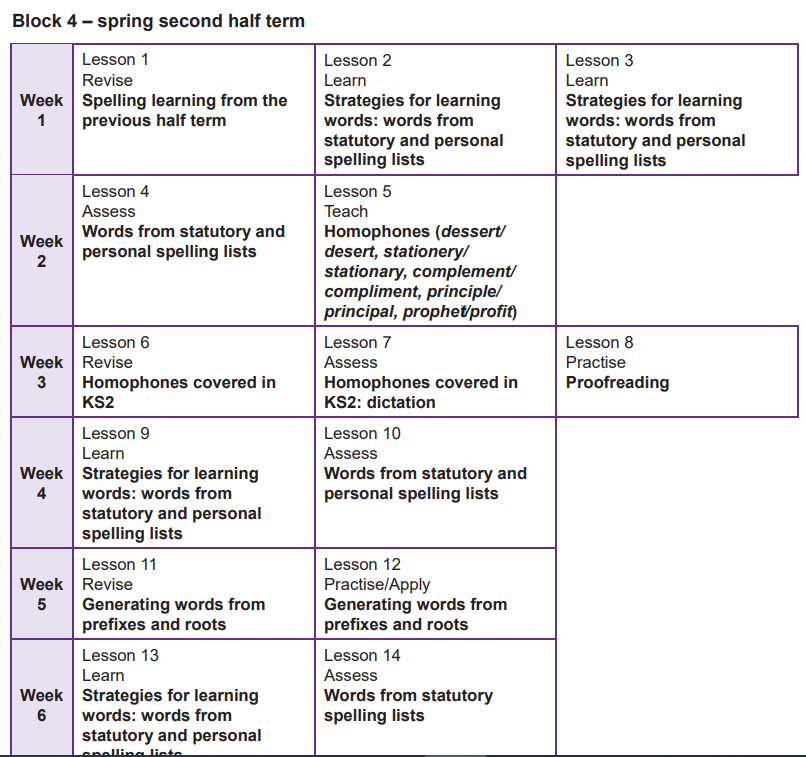 Block 4 – spring second half term
Week
1
Lesson 1
Revise
Spelling learning from the
previous half term
Lesson 2
Learn
Strategies for learning
words: words from
statutory and personal
spelling lists
Lesson 3
Learn
Strategies for learning
words: words from
statutory and personal
spelling lists
Week
2
Lesson 4
Assess
Words from statutory and
personal spelling lists
Lesson 5
Teach
Homophones (dessert/
desert, stationery/
stationary, complement/
compliment, principle/
principal, prophet/profit)
Week
3
Lesson 6
Revise
Homophones covered in
KS2
Lesson 7
Assess
Homophones covered in
KS2: dictation
Lesson 8
Practise
Proofreading
Week
4
Lesson 9
Learn
Strategies for learning
words: words from
statutory and personal
spelling lists
Lesson 10
Assess
Words from statutory and
personal spelling lists
Week
5
Lesson 11
Revise
Generating words from
prefixes and roots
Lesson 12
Practise/Apply
Generating words from
prefixes and roots
Week
6
Lesson 13
Learn
Strategies for learning
words: words from
statutory and personal
spelling lists
Lesson 14
Assess
Words from statutory
spelling lists